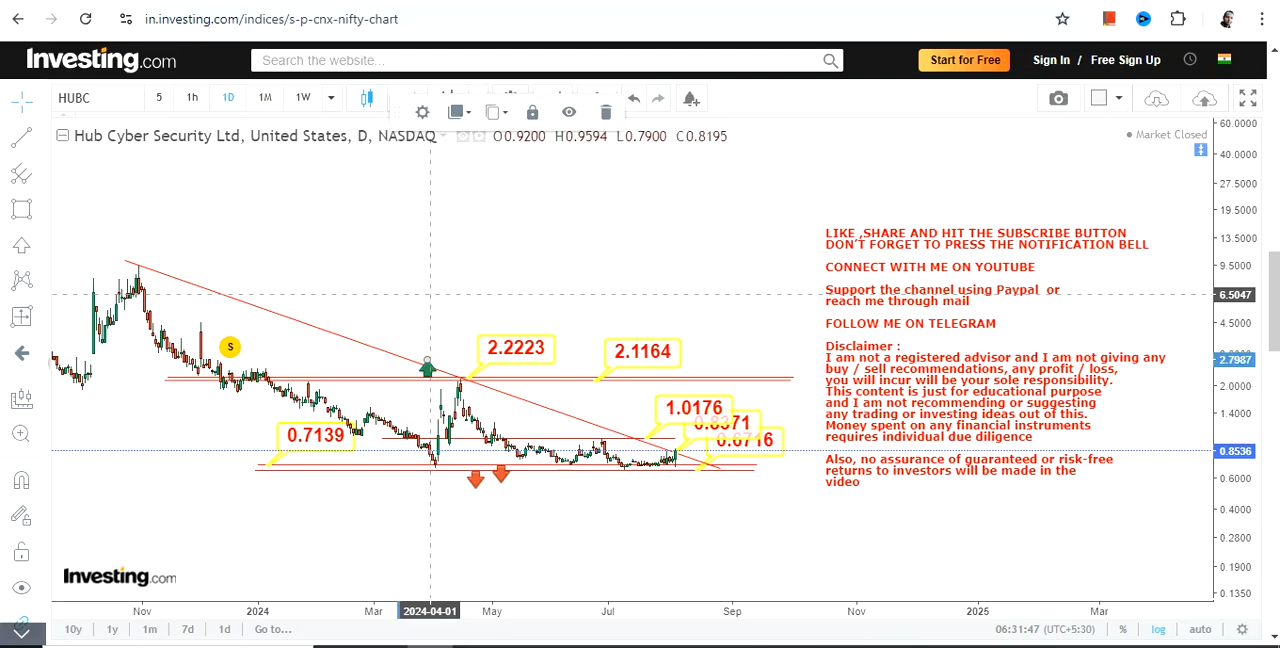 in.investing.com/indices/s-p-cnx-nifty-chart
Investing.com
Search the website...
Start for Free
Sign In / Free Sign Up
HUBC 5 1h 1D 1M 1W
Hub Cyber Security Ltd, United States, D, NASDAQ O0.9200 H0.9594 L0.7900 C0.8195
Market Closed
60.0000
40.0000
27.5000
19.5000
13.5000
9.5000
6.5047
4.5000
2.7987
2.0000
1.4000
0.8536
0.6000
0.4000
0.2800
0.1900
0.1350
LIKE ,SHARE AND HIT THE SUBSCRIBE BUTTON
DON'T FORGET TO PRESS THE NOTIFICATION BELL
CONNECT WITH ME ON YOUTUBE
Support the channel using Paypal or
reach me through mail
FOLLOW ME ON TELEGRAM
Disclaimer :
I am not a registered advisor and I am not giving any
buy / sell recommendations, any profit / loss,
you will incur will be your sole responsibility.
This content is just for educational purpose
and I am not recommending or suggesting
any trading or investing ideas out of this.
Money spent on any financial instruments
requires individual due diligence
Also, no assurance of guaranteed or risk-free
returns to investors will be made in the
video
S
2.2223
2.1164
1.0176
0.8371
0.6716
0.7139
Investing.com
Nov 2024 Mar 2024-04-01 May Jul Sep Nov 2025 Mar
10y 1y 1m 7d 1d Go to...
06:31:47 (UTC+5:30) % log auto